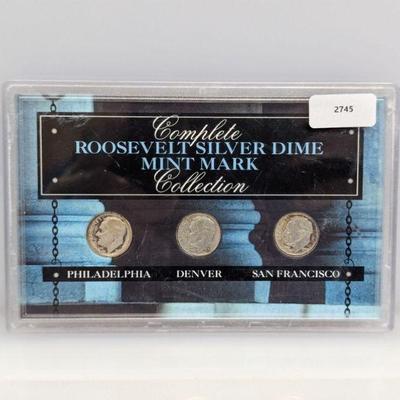 2745
Complete
ROOSEVELT SILVER DIME
MINT MARK
Collection
PHILADELPHIA DENVER SAN FRANCISCO